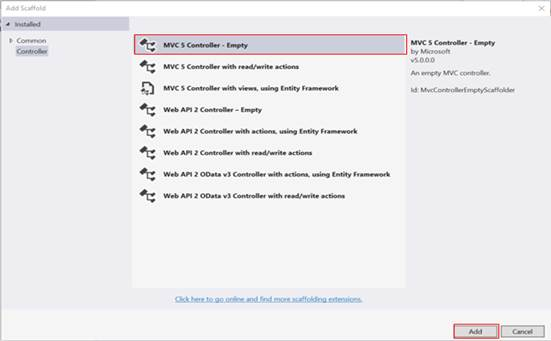 Add Scaffold
Installed
Common
Controller
MVC 5 Controller - Empty
MVC 5 Controller with read/write actions
MVC 5 Controller with views, using Entity Framework
Web API 2 Controller – Empty
Web API 2 Controller with actions, using Entity Framework
Web API 2 Controller with read/write actions
Web API 2 OData v3 Controller with actions, using Entity Framework
Web API 2 OData v3 Controller with read/write actions
Click here to go online and find more scaffolding extensions.
MVC 5 Controller - Empty
by Microsoft
v5.0.0.0
An empty MVC controller.
Id: MvcControllerEmptyScaffolder
Add
Cancel